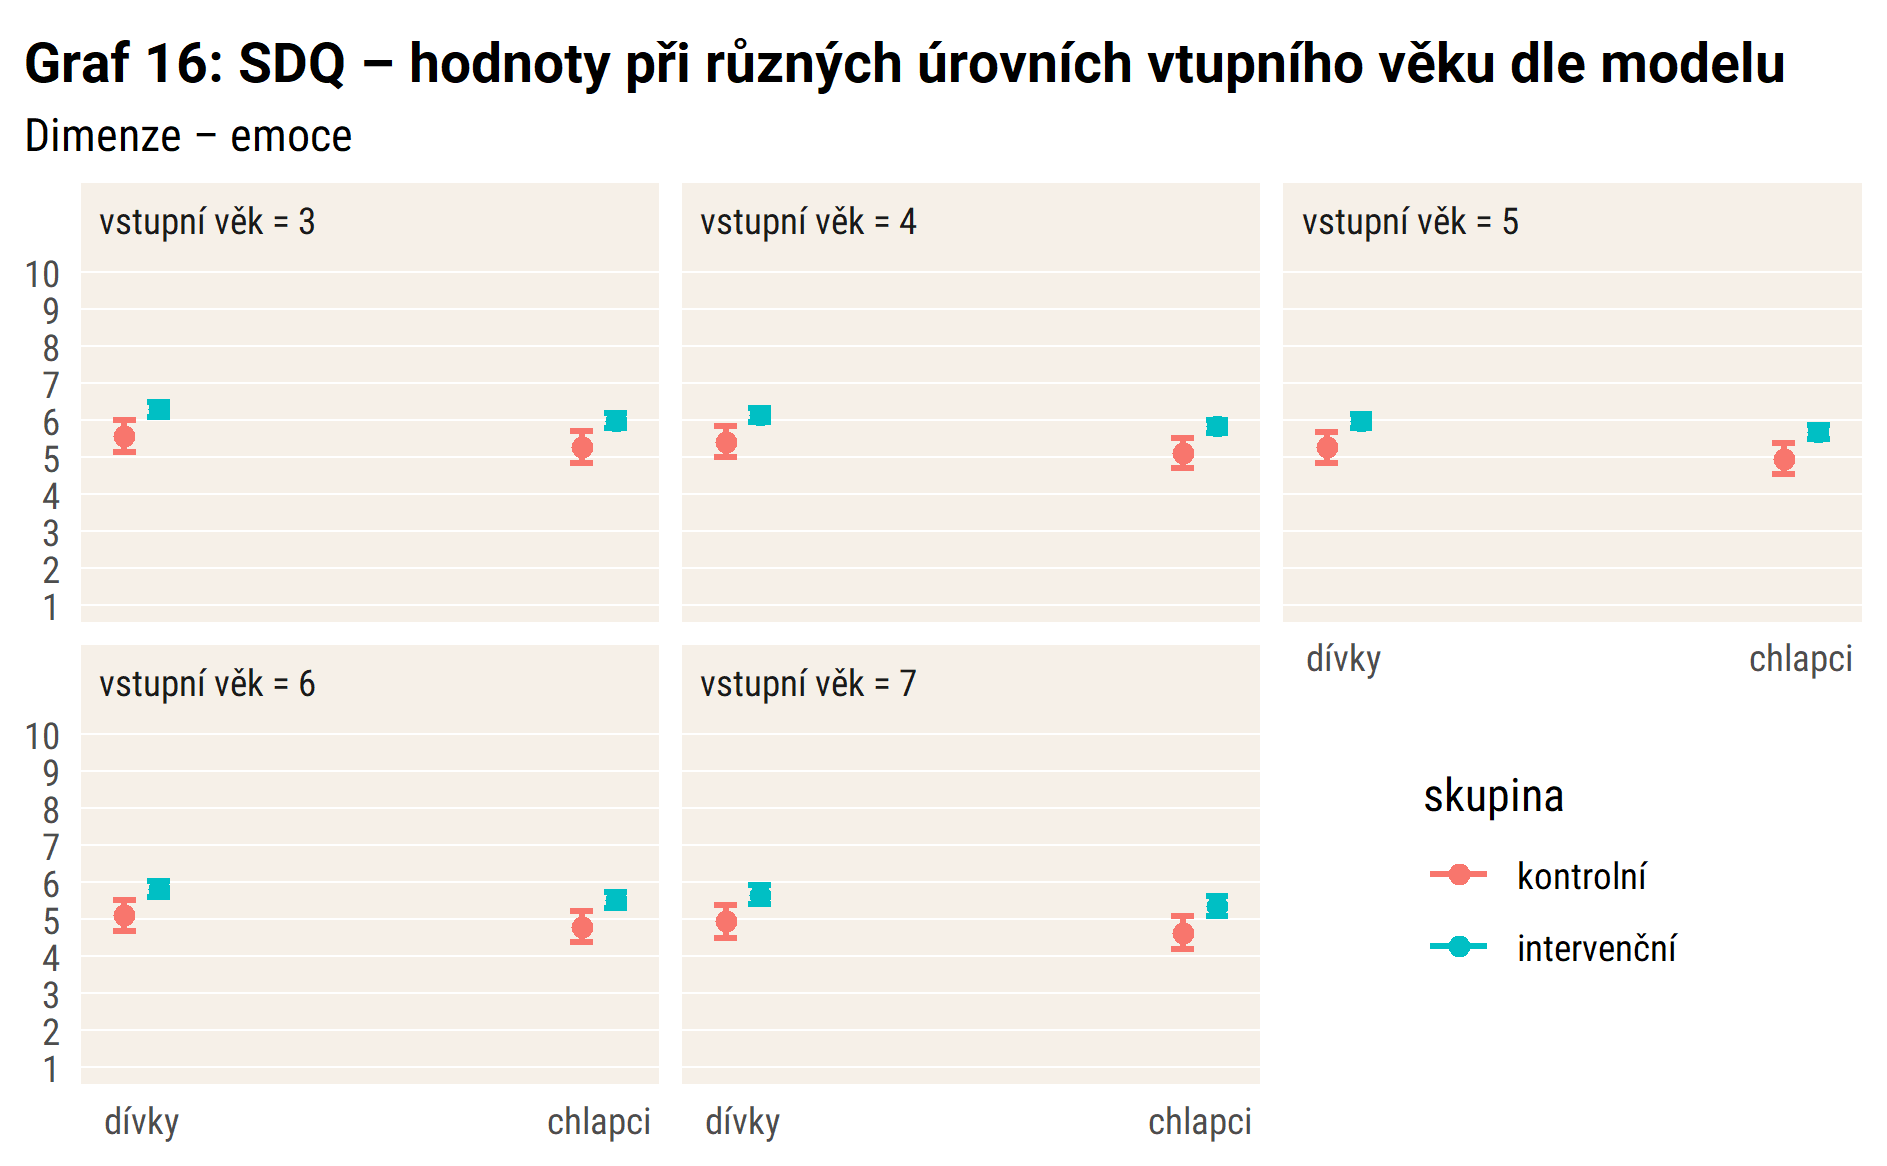 Graf 16: SDQ – hodnoty při různých úrovních vtupního věku dle modelu
Dimenze – emoce
vstupní věk = 3
vstupní věk = 4
vstupní věk = 5
10
9
8
7
6
5
4
3
2
1
dívky
chlapci
vstupní věk = 6
vstupní věk = 7
10
9
8
7
6
5
4
3
2
1
dívky
chlapci
dívky
chlapci
skupina
kontrolní
intervenční